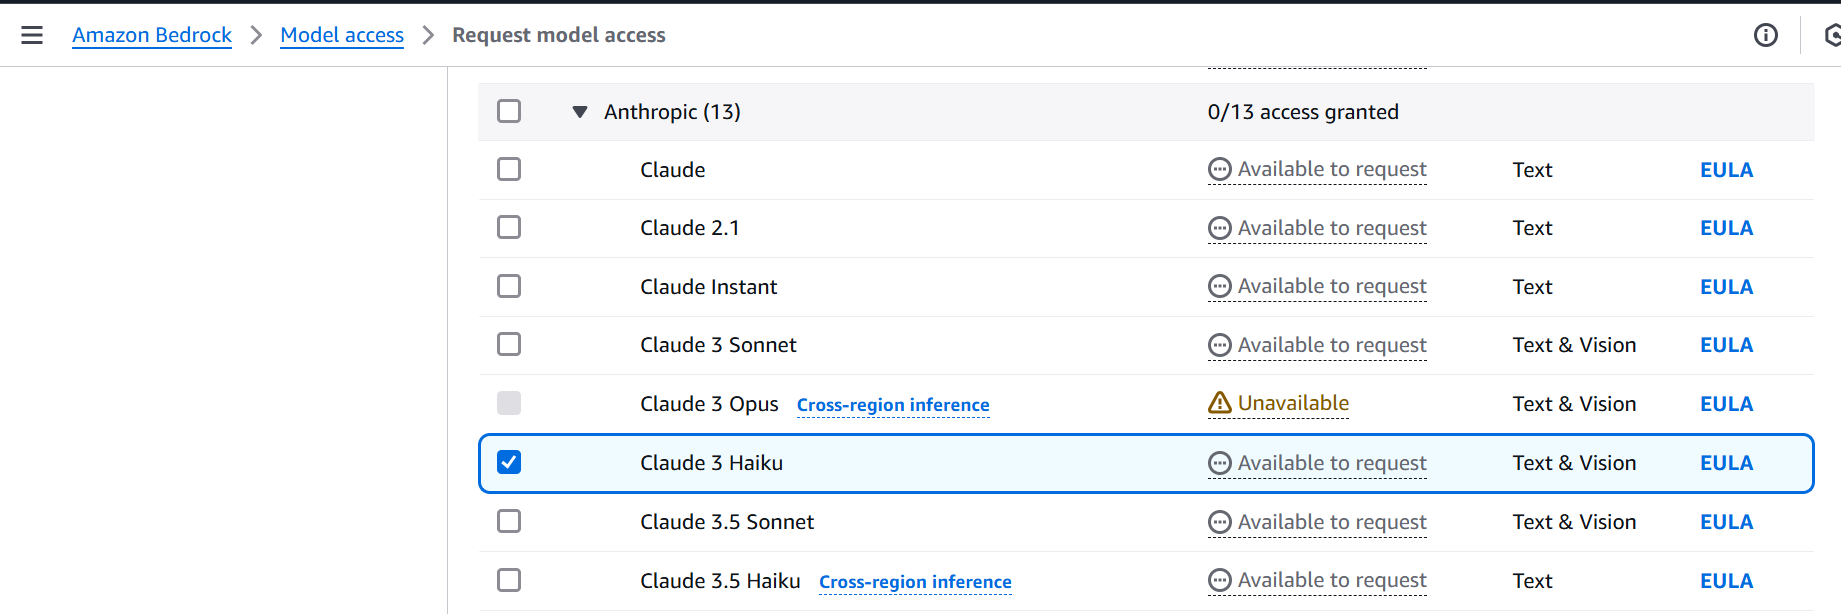 Amazon Bedrock > Model access > Request model access
Anthropic (13) 0/13 access granted
Claude Available to request Text EULA
Claude 2.1 Available to request Text EULA
Claude Instant Available to request Text EULA
Claude 3 Sonnet Available to request Text & Vision EULA
Claude 3 Opus Cross-region inference Unavailable Text & Vision EULA
Claude 3 Haiku Available to request Text & Vision EULA
Claude 3.5 Sonnet Available to request Text & Vision EULA
Claude 3.5 Haiku Cross-region inference Available to request Text EULA